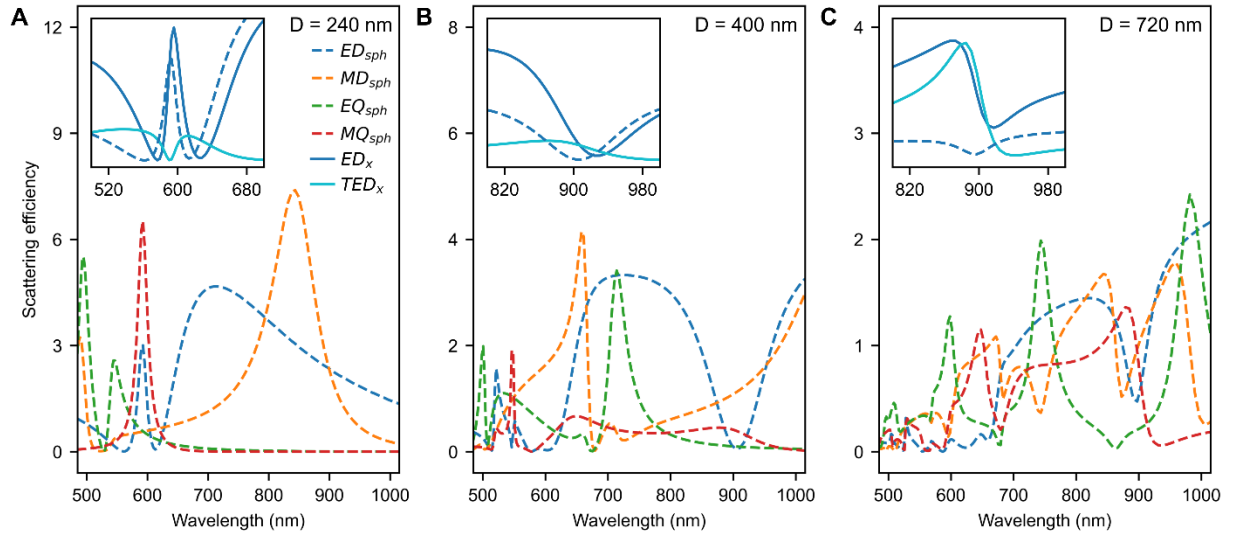 A
D = 240 nm
ED_sph
MD_sph
EQ_sph
MQ_sph
ED_x
TED_x
12
9
6
3
0
Scattering efficiency
520 600 680
500 600 700 800 900 1000
Wavelength (nm)
B
D = 400 nm
8
6
4
2
0
820 900 980
500 600 700 800 900 1000
Wavelength (nm)
C
D = 720 nm
4
3
2
1
0
820 900 980
500 600 700 800 900 1000
Wavelength (nm)